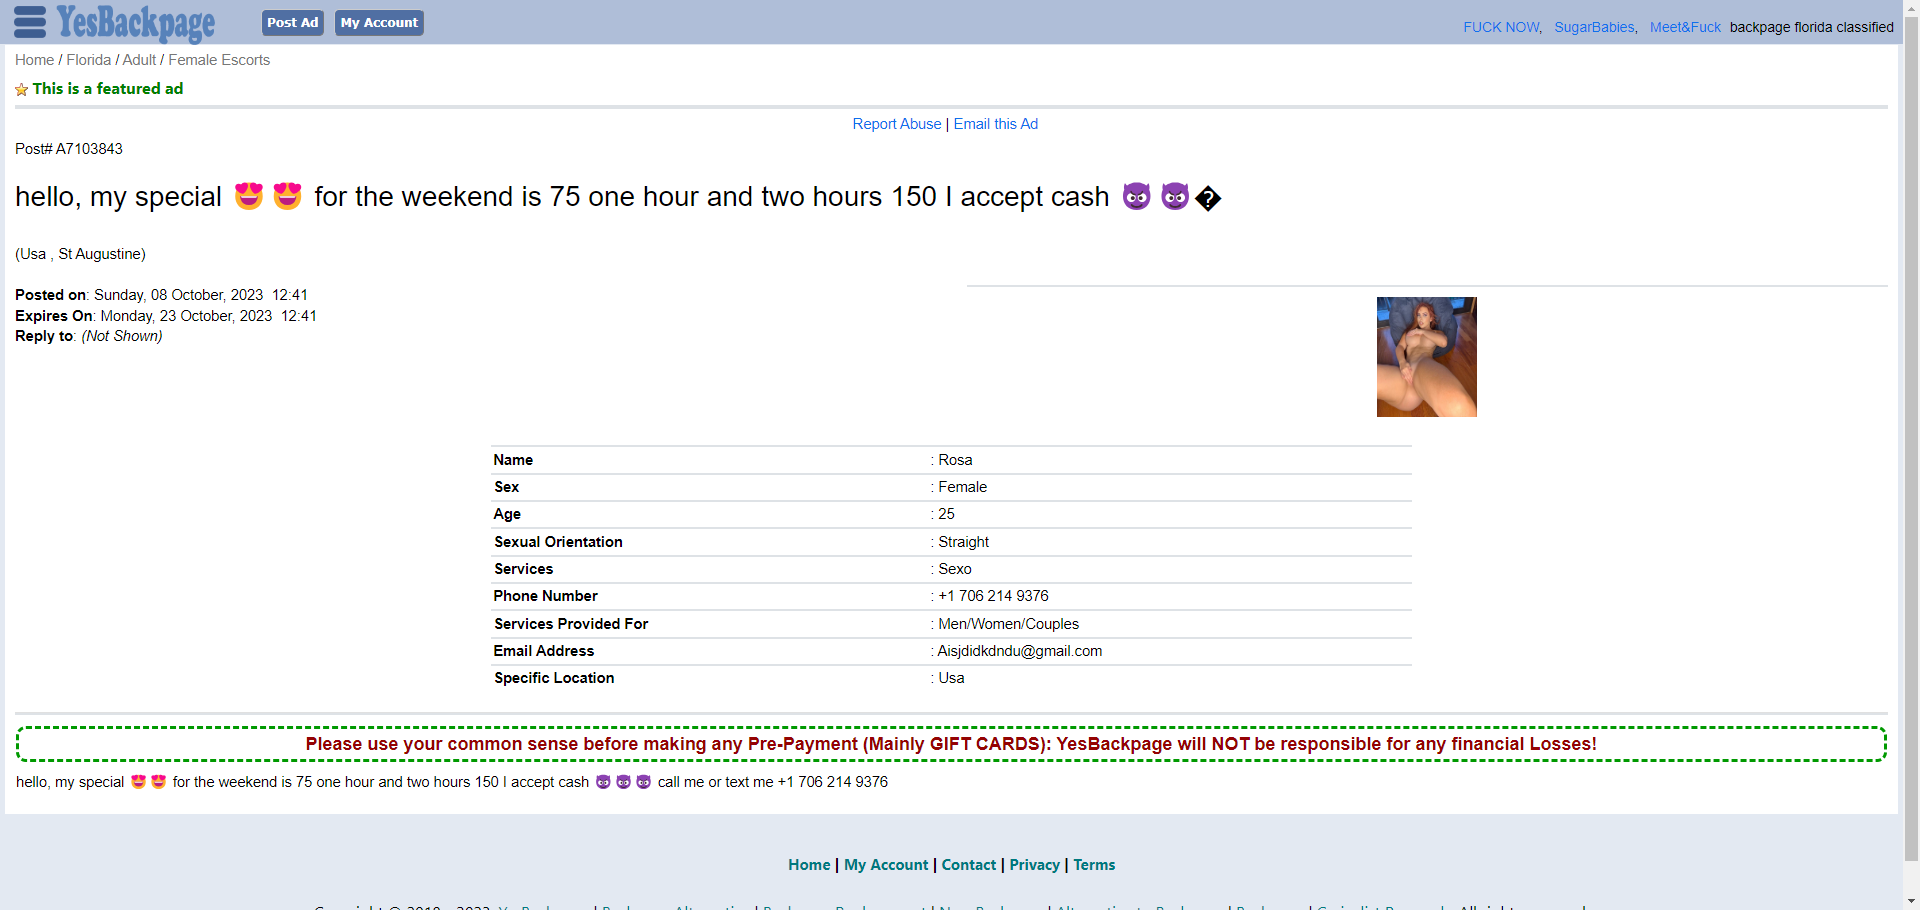 YesBackpage
Post Ad
My Account
FUCK NOW, SugarBabies, Meet&Fuck backpage florida classified
Home / Florida / Adult / Female Escorts
This is a featured ad
Report Abuse | Email this Ad
Post# A7103843
hello, my special 😍 😍 for the weekend is 75 one hour and two hours 150 I accept cash 😈 😈�
(Usa , St Augustine)
Posted on: Sunday, 08 October, 2023 12:41
Expires On: Monday, 23 October, 2023 12:41
Reply to: (Not Shown)
Name : Rosa
Sex : Female
Age : 25
Sexual Orientation : Straight
Services : Sexo
Phone Number : +1 706 214 9376
Services Provided For : Men/Women/Couples
Email Address : Aisjdidkdndu@gmail.com
Specific Location : Usa
Please use your common sense before making any Pre-Payment (Mainly GIFT CARDS): YesBackpage will NOT be responsible for any financial Losses!
hello, my special 😍 😍 for the weekend is 75 one hour and two hours 150 I accept cash 😈 😈 😈 call me or text me +1 706 214 9376
Home | My Account | Contact | Privacy | Terms